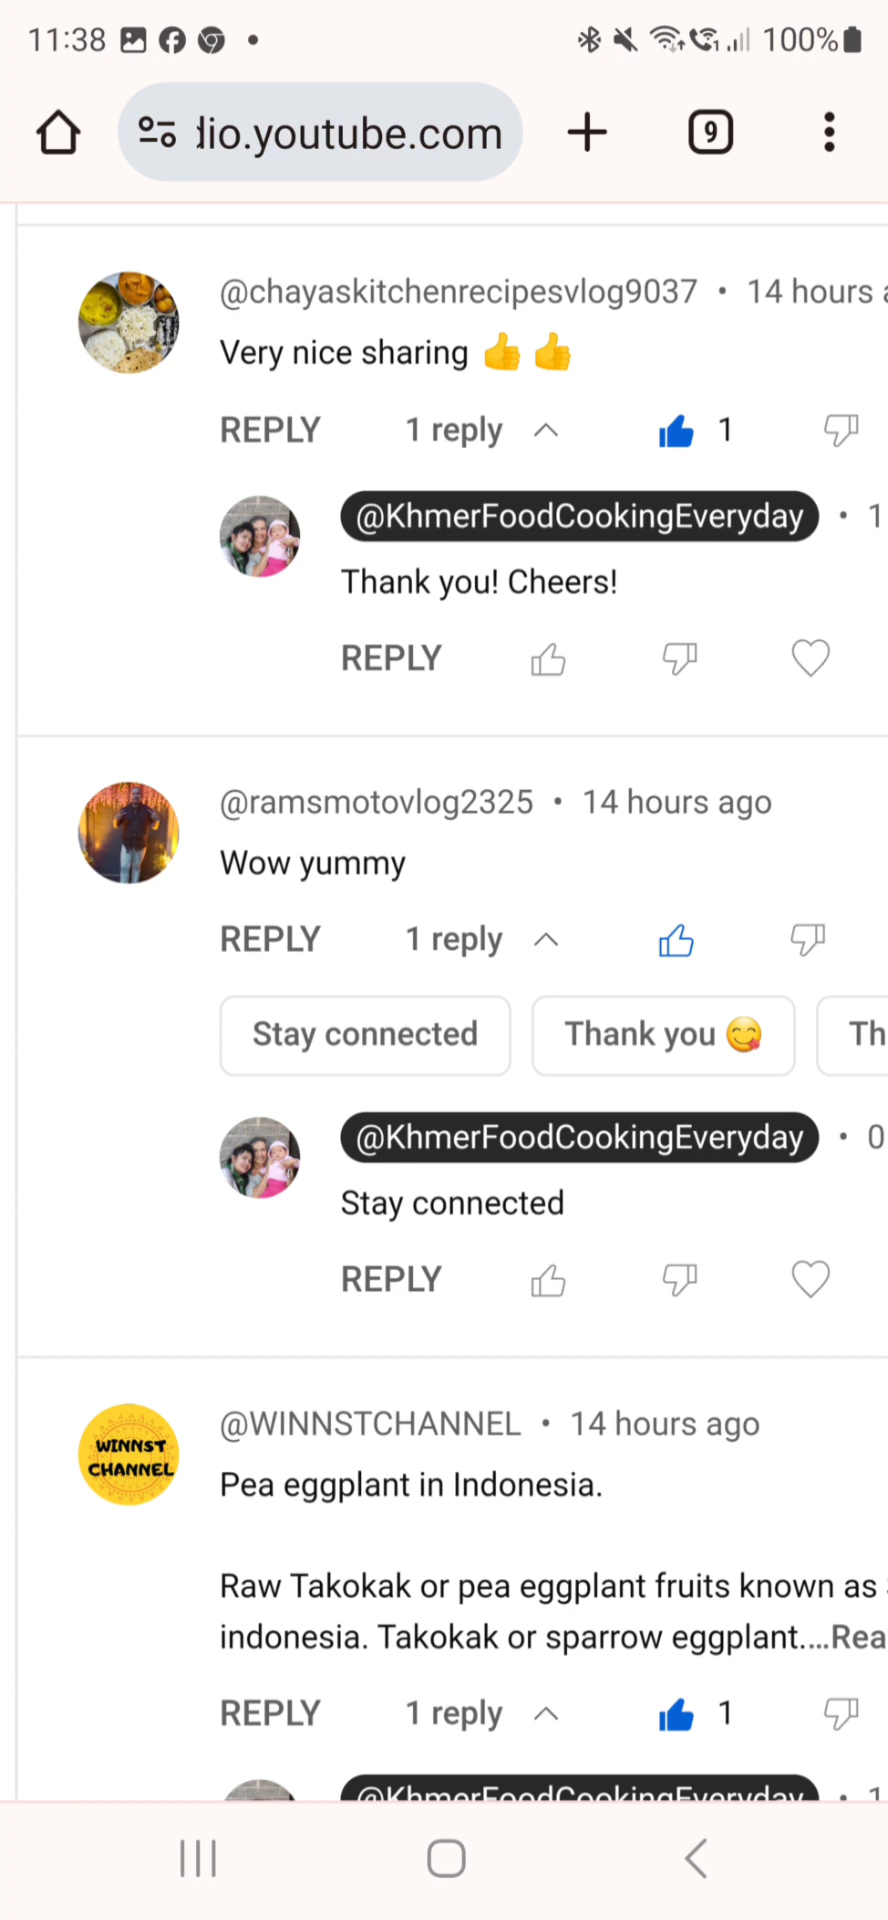 11:38
100%
dio.youtube.com
9
@chayaskitchenrecipesvlog9037 • 14 hours
Very nice sharing 👍 👍
REPLY 1 reply 1
@KhmerFoodCookingEveryday • 1
Thank you! Cheers!
REPLY
@ramsmotovlog2325 • 14 hours ago
Wow yummy
REPLY 1 reply
Stay connected Thank you 😋 Th
@KhmerFoodCookingEveryday • 0
Stay connected
REPLY
WINNST
CHANNEL
@WINNSTCHANNEL • 14 hours ago
Pea eggplant in Indonesia.
Raw Takokak or pea eggplant fruits known as
indonesia. Takokak or sparrow eggplant....Rea
REPLY 1 reply 1
@KhmerFoodCookingEveryday • 1